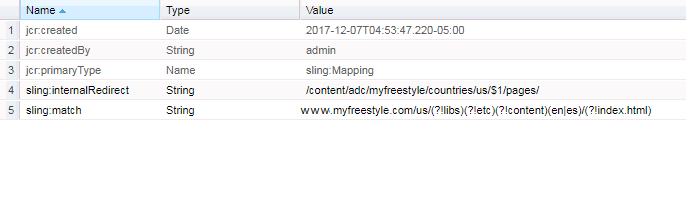 Name Type Value
1 jcr:created Date 2017-12-07T04:53:47.220-05:00
2 jcr:createdBy String admin
3 jcr:primaryType Name sling:Mapping
4 sling:internalRedirect String /content/adc/myfreestyle/countries/us/$1/pages/
5 sling:match String www.myfreestyle.com/us/(?!libs)(?!etc)(?!content)(en|es)/(?!index.html)